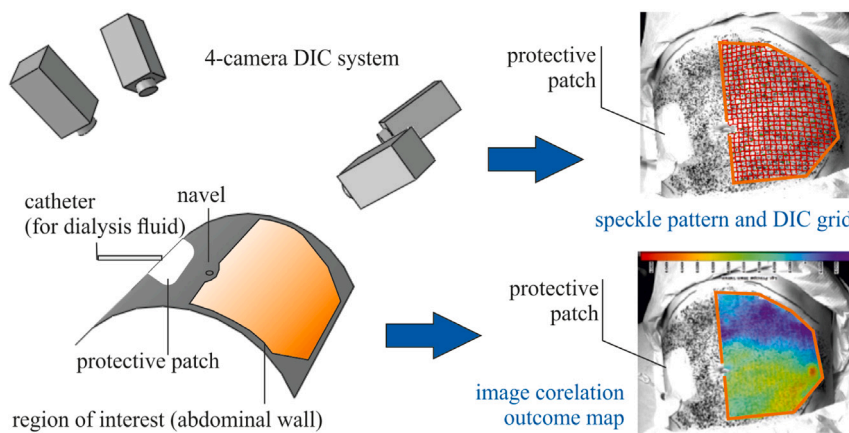 4-camera DIC system
protective
patch
catheter
(for dialysis fluid)
navel
speckle pattern and DIC grid
protective
patch
protective patch
image corelation
outcome map
region of interest (abdominal wall)